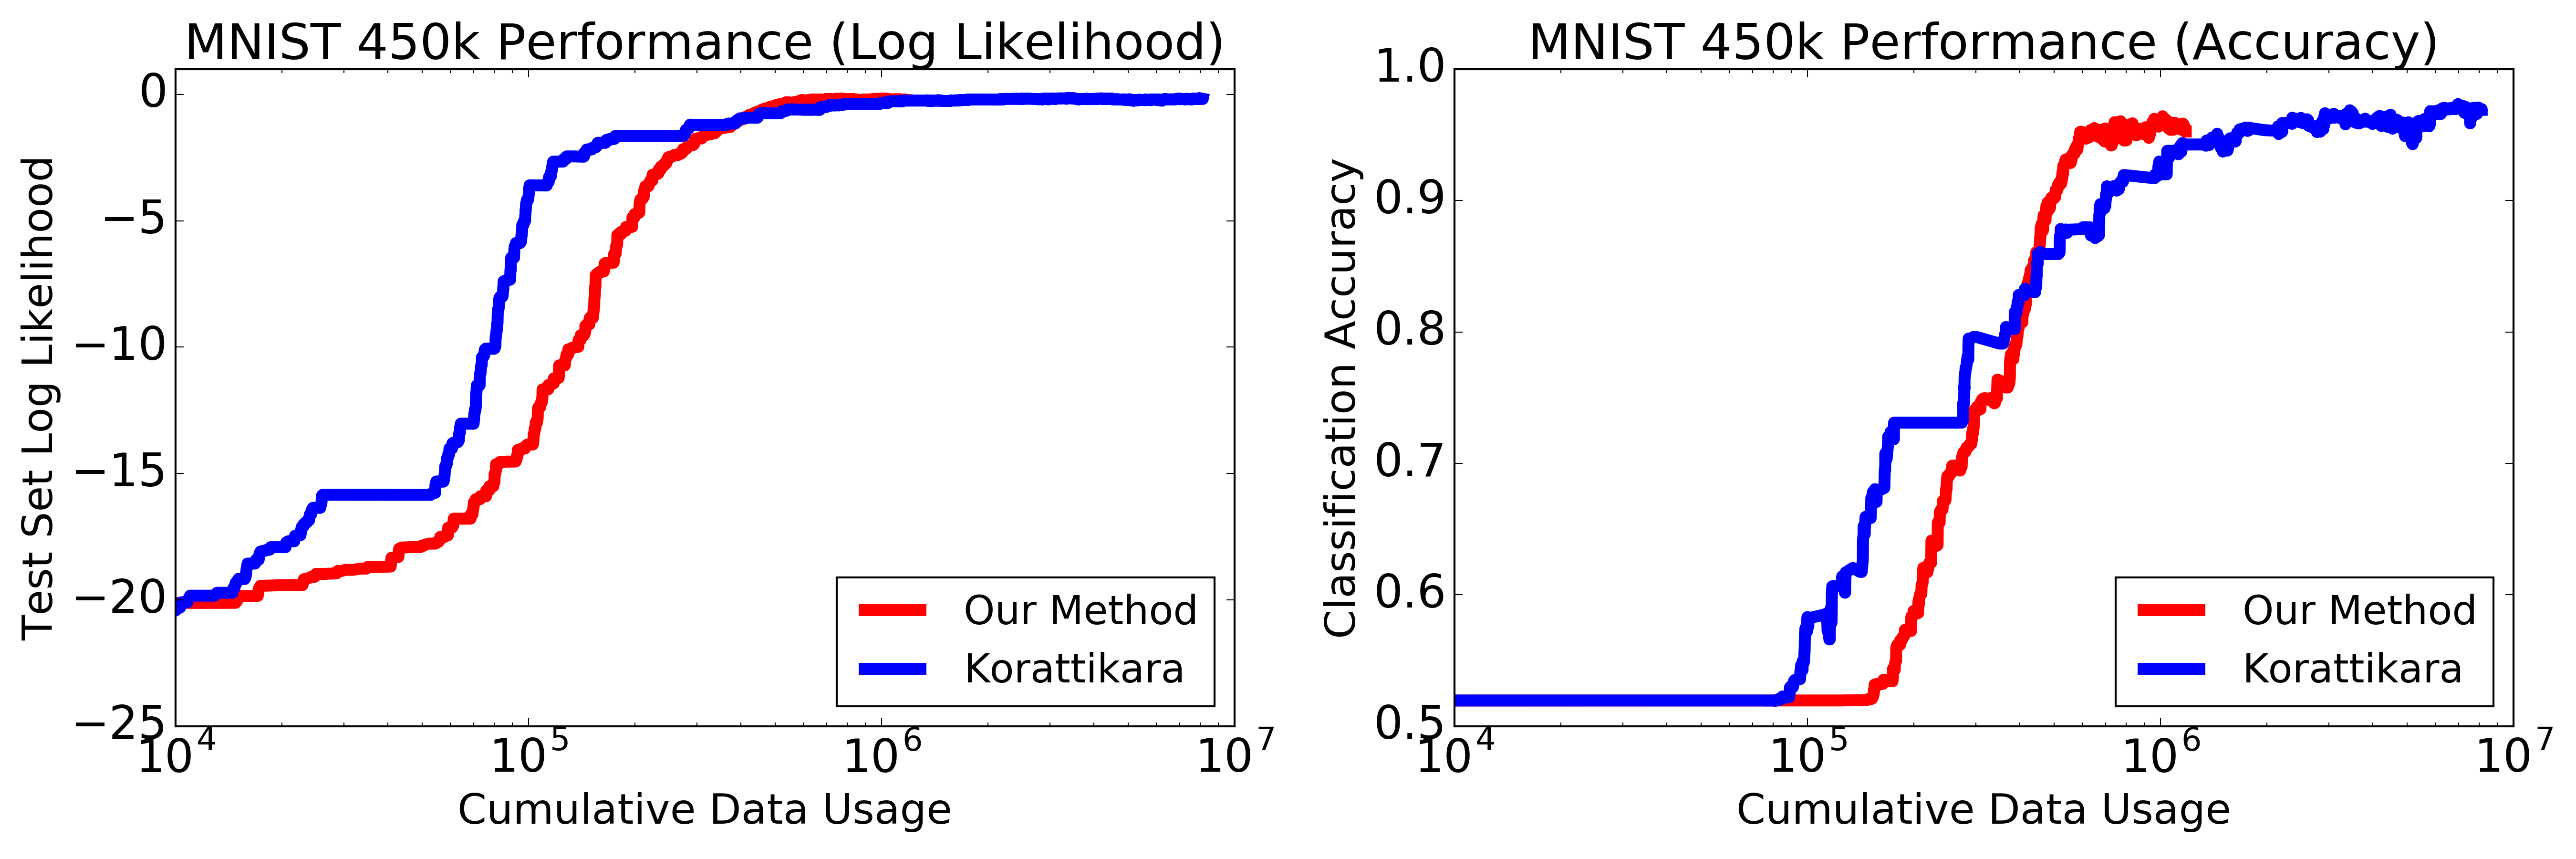 MNIST 450k Performance (Log Likelihood)
Test Set Log Likelihood
0
−5
−10
−15
−20
−25
10^4
10^5
10^6
10^7
Cumulative Data Usage
Our Method
Korattikara
MNIST 450k Performance (Accuracy)
Classification Accuracy
1.0
0.9
0.8
0.7
0.6
0.5
10^4
10^5
10^6
10^7
Cumulative Data Usage
Our Method
Korattikara